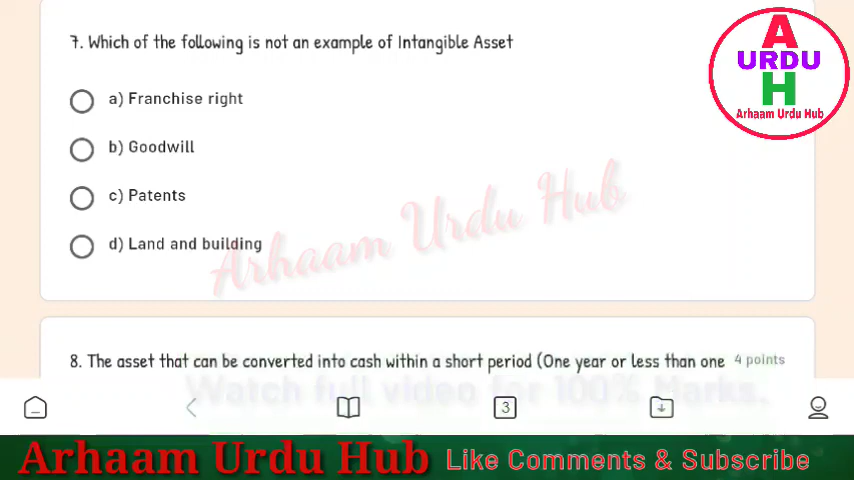 7. Which of the following is not an example of Intangible Asset
a) Franchise right
b) Goodwill
c) Patents
d) Land and building
A
URDU
H
Arhaam Urdu Hub
Arhaam Urdu Hub
8. The asset that can be converted into cash within a short period (One year or less than one
4 points
Watch full video for 100% Marks.
3
Arhaam Urdu Hub
Like Comments & Subscribe